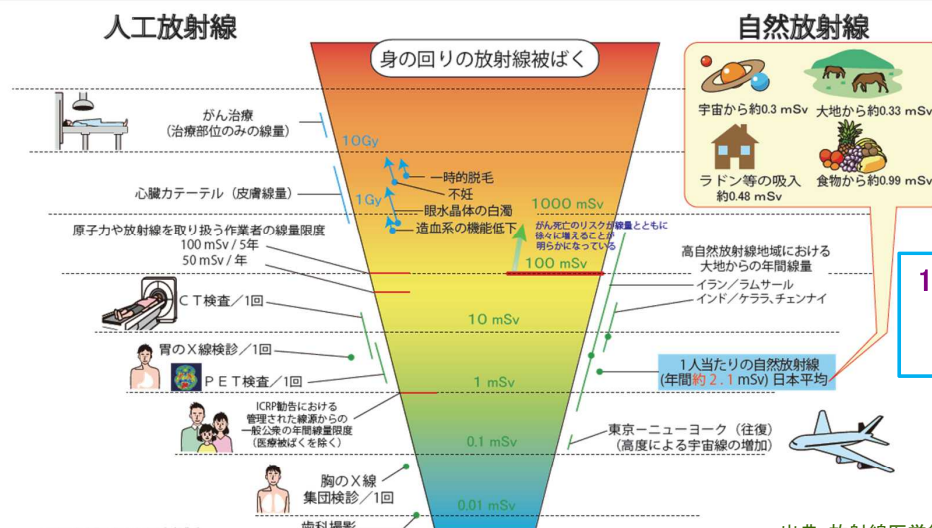 人工放射線
自然放射線
身の回りの放射線被ばく
がん治療
(治療部位のみの線量)
10Gy
心臓カテーテル(皮膚線量)
1Gy
一時的脱毛
不妊
眼水晶体の白濁
造血系の機能低下
1000 mSv
がん死亡のリスクが線量とともに
徐々に増えることが
明らかになっている
100 mSv
原子力や放射線を取り扱う作業者の線量限度
100 mSv / 5年
50 mSv / 年
CT検査/1回
10 mSv
胃のX線検診/1回
PET検査/1回
1 mSv
ICRP勧告における
管理された線源からの
一般公衆の年間線量限度
(医療被ばくを除く)
0.1 mSv
胸のX線
集団検診/1回
0.01 mSv
歯科撮影
宇宙から約0.3 mSv
大地から約0.33 mSv
ラドン等の吸入
約0.48 mSv
食物から約0.99 mSv
高自然放射線地域における
大地からの年間線量
イラン/ラムサール
インド/ケララ、チェンナイ
1人当たりの自然放射線
(年間約2.1mSv) 日本平均
東京ーニューヨーク(往復)
(高度による宇宙線の増加)
1